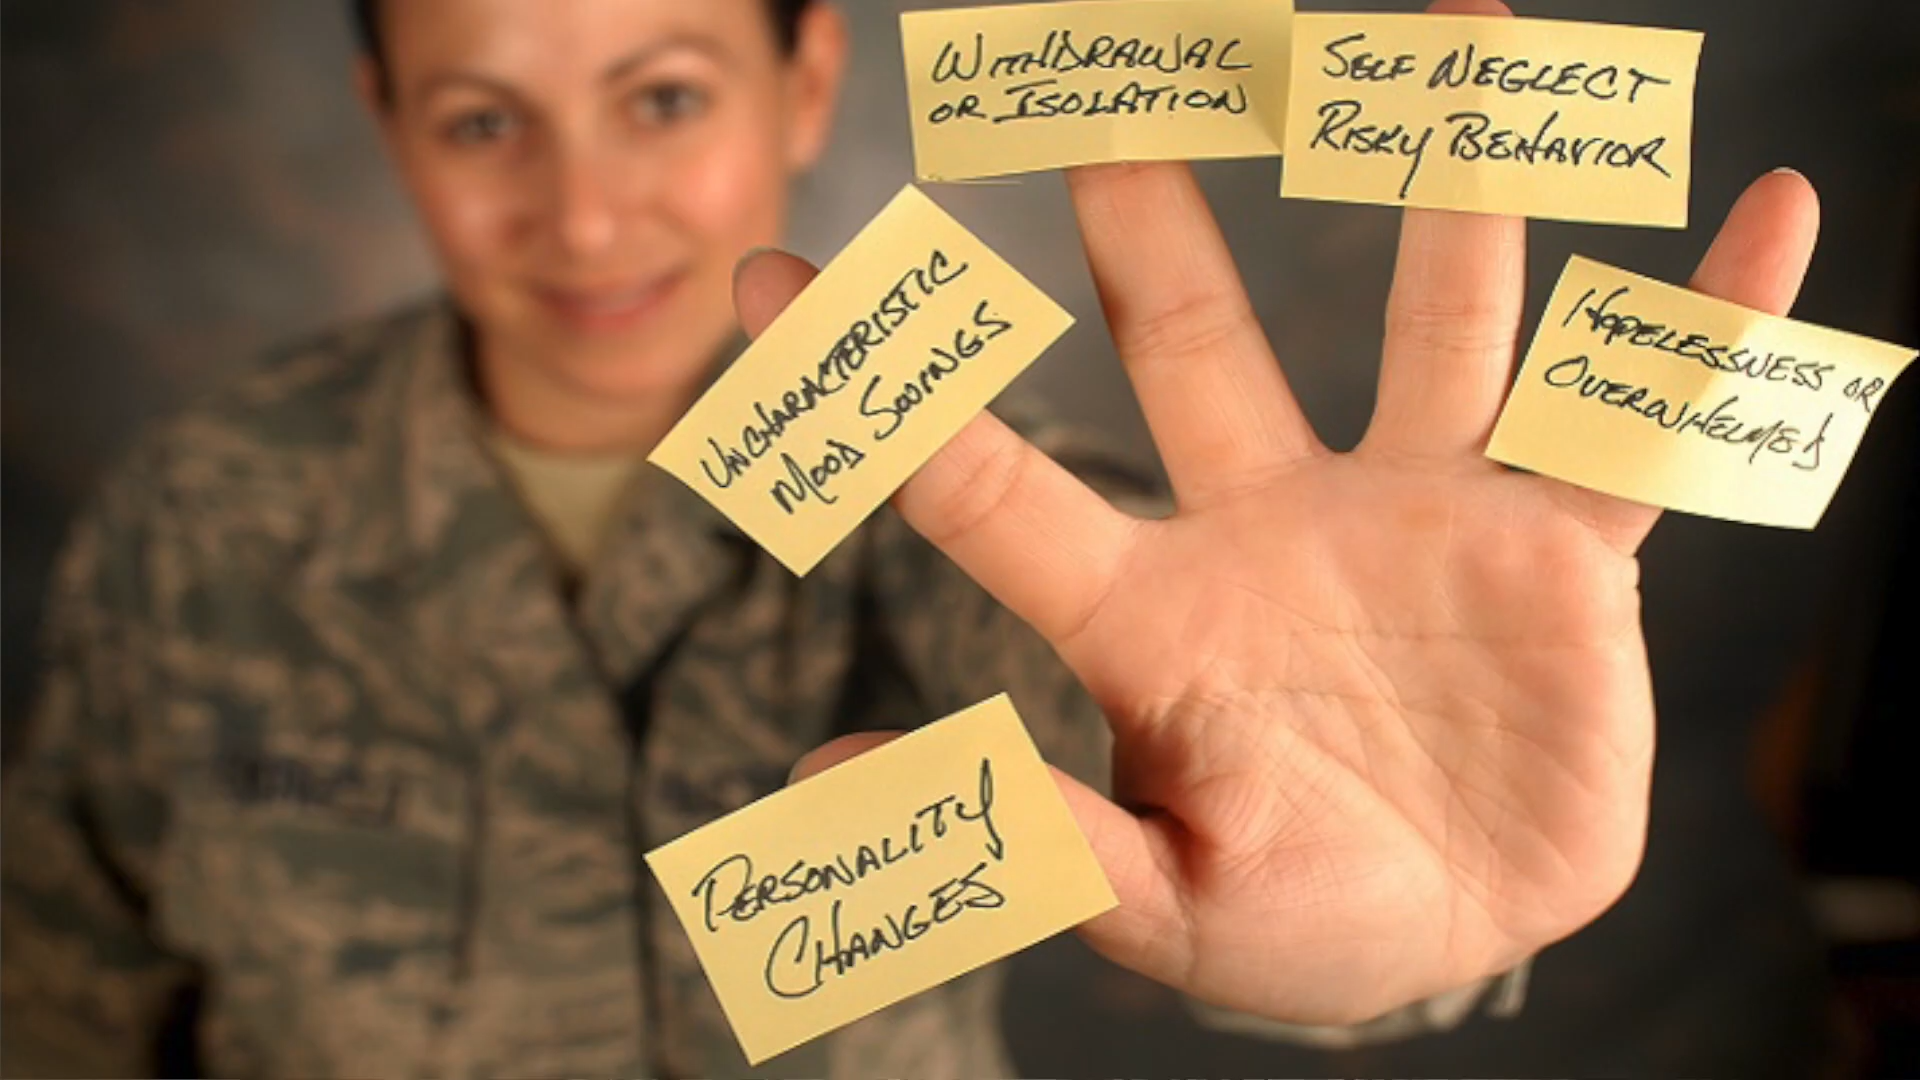 WITHDRAWAL
OR ISOLATION
SELF NEGLECT
RISKY BEHAVIOR
UNCHARACTERISTIC
MOOD SWINGS
HOPELESSNESS OR
OVERWHELMED
PERSONALITY
CHANGES